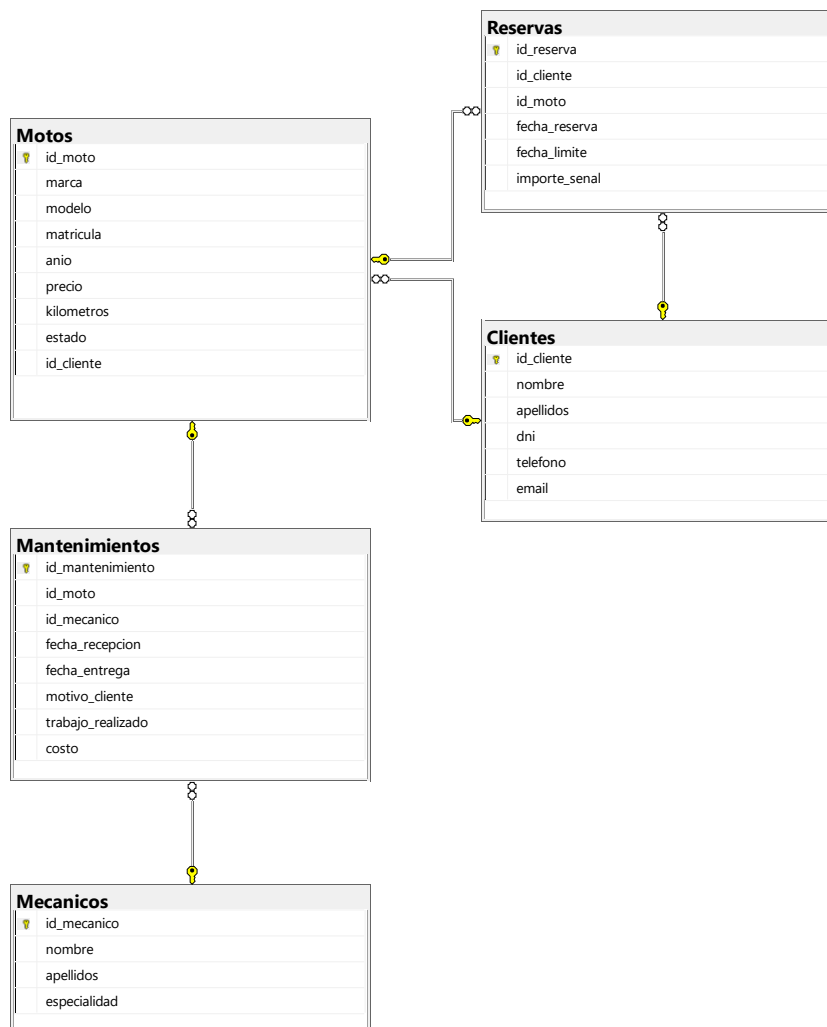 Reservas
id_reserva
id_cliente
id_moto
fecha_reserva
fecha_limite
importe_senal
Motos
id_moto
marca
modelo
matricula
anio
precio
kilometros
estado
id_cliente
Clientes
id_cliente
nombre
apellidos
dni
telefono
email
Mantenimientos
id_mantenimiento
id_moto
id_mecanico
fecha_recepcion
fecha_entrega
motivo_cliente
trabajo_realizado
costo
Mecanicos
id_mecanico
nombre
apellidos
especialidad